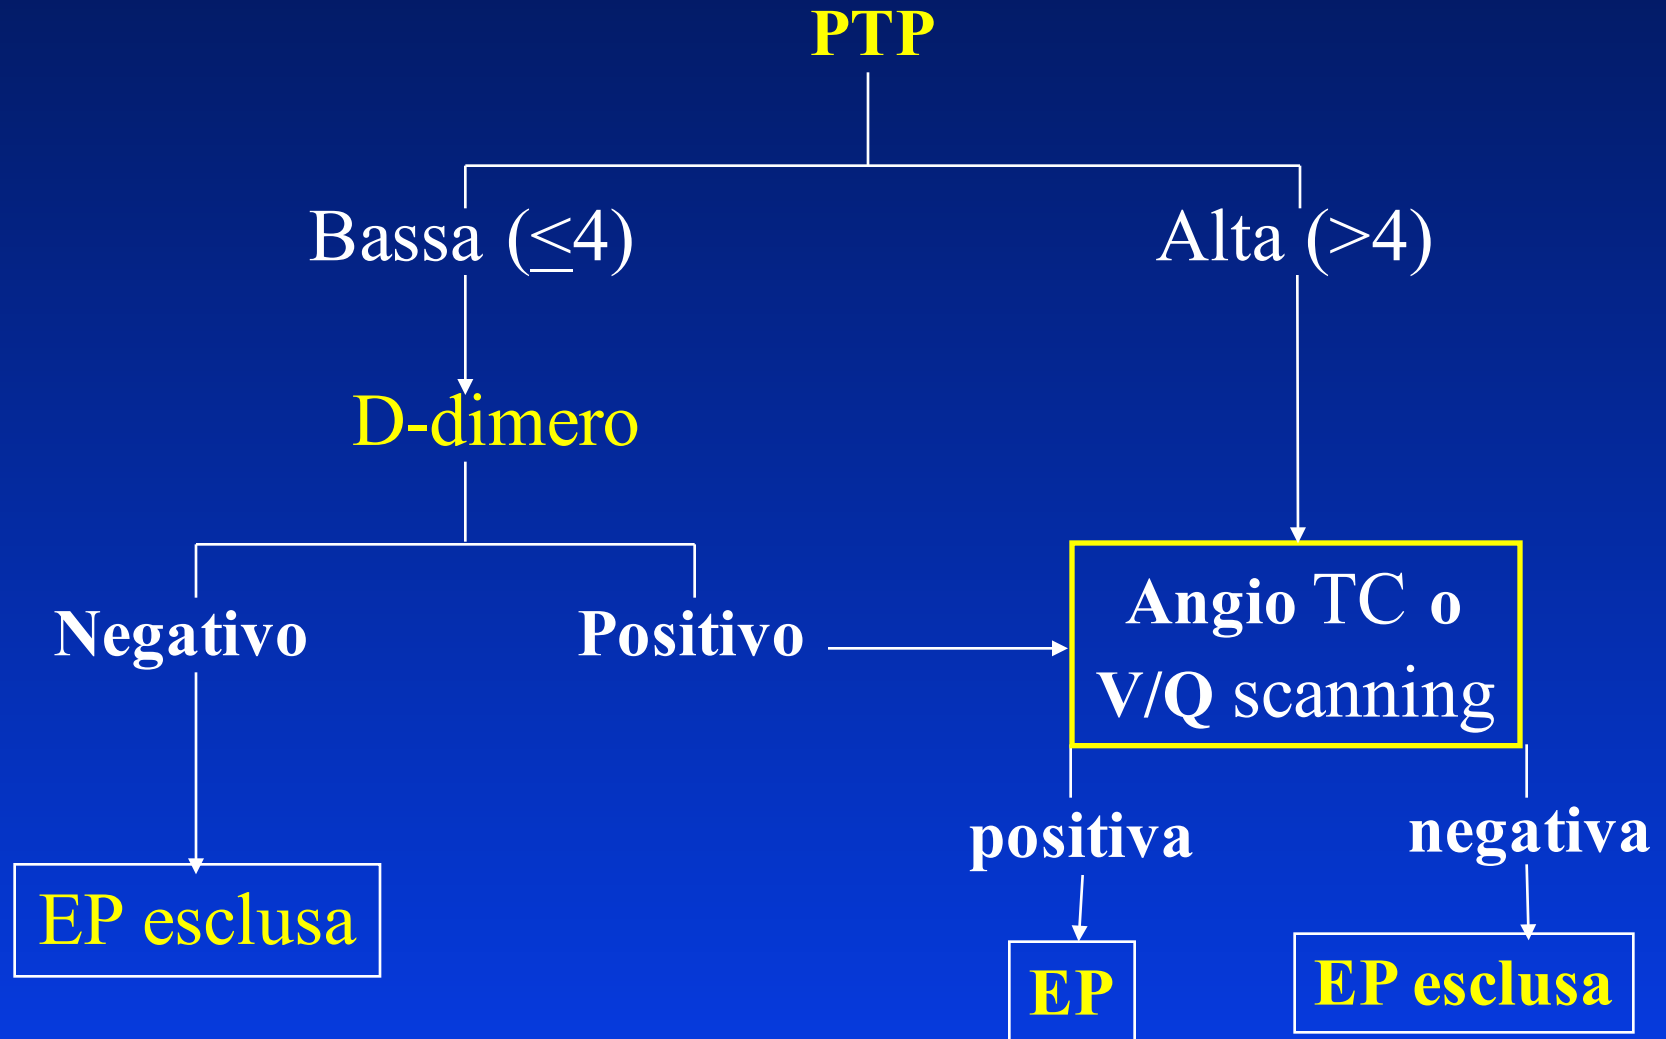 PTP
Bassa (≤4)
Alta (>4)
D-dimero
Negativo
Positivo
Angio TC o
V/Q scanning
positiva
negativa
EP esclusa
EP
EP esclusa